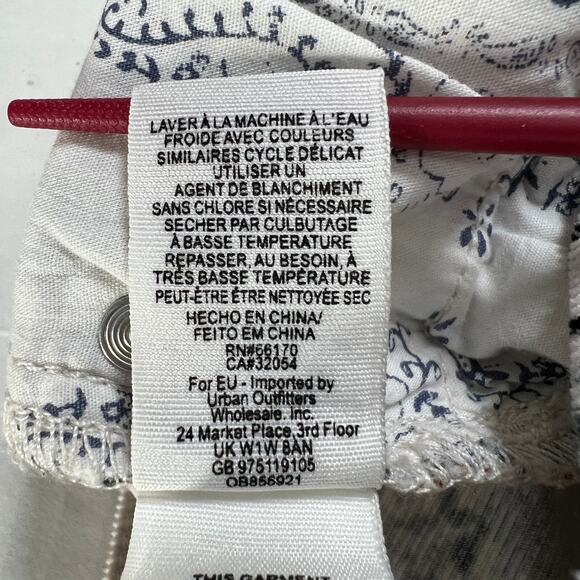 LAVER À LA MACHINE À L'EAU
FROIDE AVEC COULEURS
SIMILAIRES CYCLE DÉLICAT
UTILISER UN
AGENT DE BLANCHIMENT
SANS CHLORE SI NÉCESSAIRE
SECHER PAR CULBUTAGE
À BASSE TEMPERATURE
REPASSER, AU BESOIN, À
TRÈS BASSE TEMPÉRATURE
PEUT-ÊTRE ÊTRE NETTOYÉE SEC
HECHO EN CHINA/
FEITO EM CHINA
RN#66170
CA#32054
For EU - Imported by
Urban Outfitters
Wholesale. Inc.
24 Market Place,3rd Floor
UK W1W 8AN
GB 975119105
OB856921
THIS GARMENT